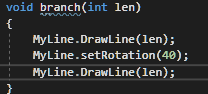 void branch(int len)
{
MyLine.DrawLine(len);
MyLine.setRotation(40);
MyLine.DrawLine(len);
}